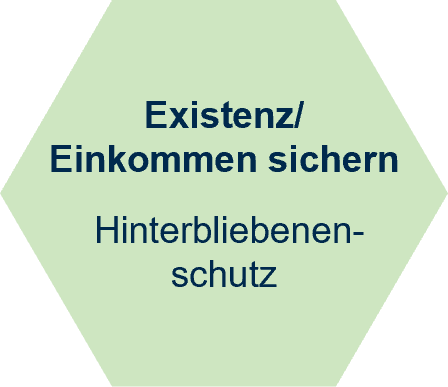 Existenz/
Einkommen sichern
Hinterbliebenen-
schutz